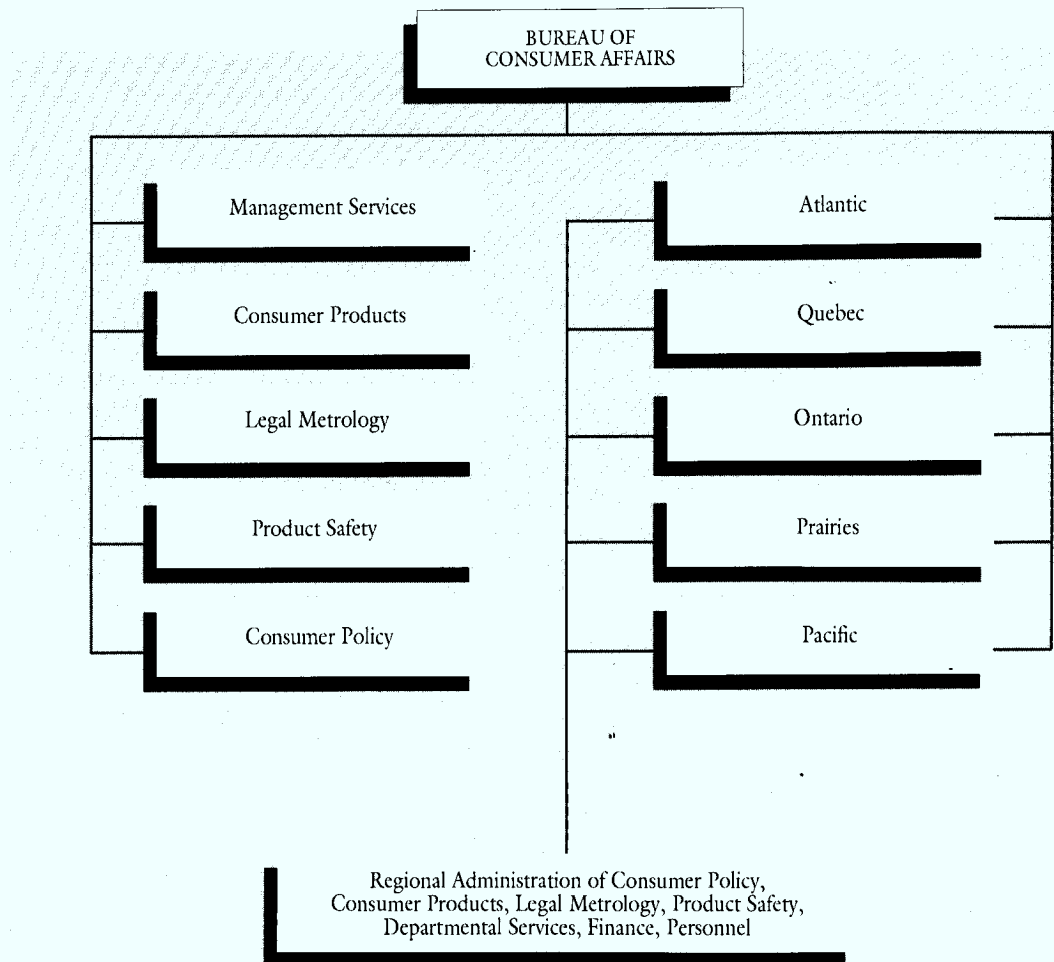 BUREAU OF
CONSUMER AFFAIRS
Management Services
Consumer Products
Legal Metrology
Product Safety
Consumer Policy
Atlantic
Quebec
Ontario
Prairies
Pacific
Regional Administration of Consumer Policy,
Consumer Products, Legal Metrology, Product Safety,
Departmental Services, Finance, Personnel